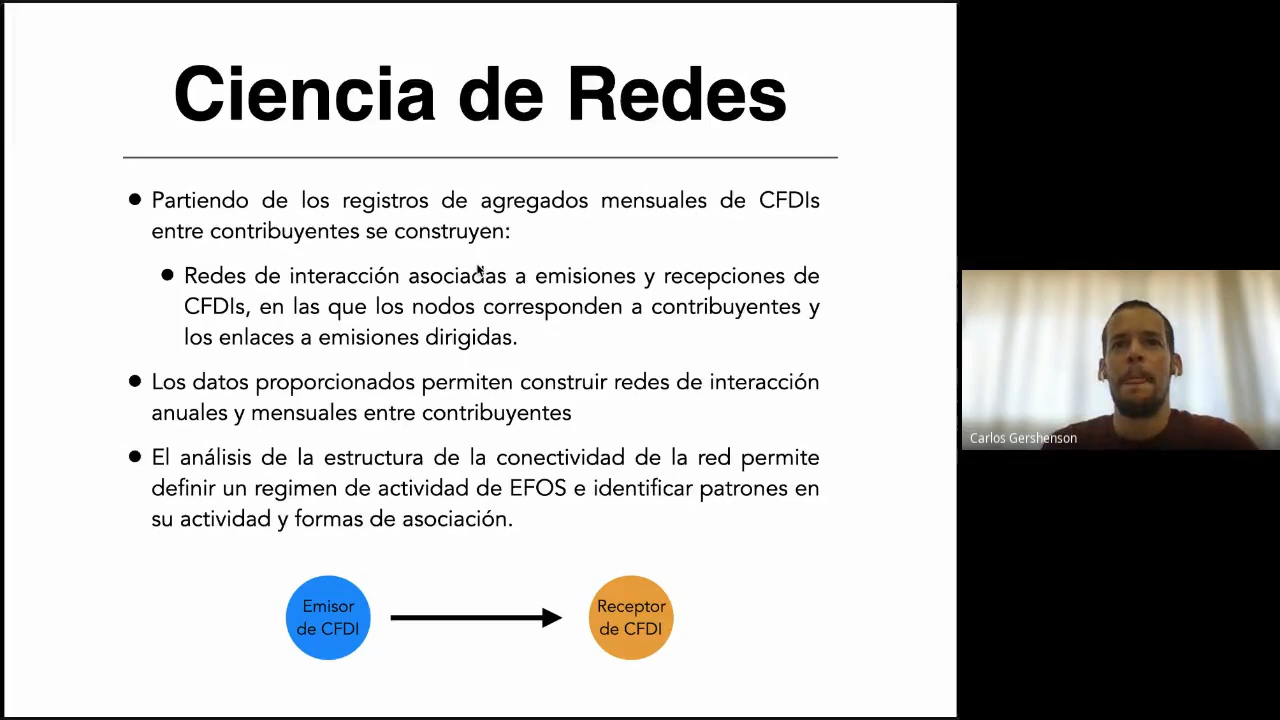 Ciencia de Redes
● Partiendo de los registros de agregados mensuales de CFDIs
entre contribuyentes se construyen:
● Redes de interacción asociadas a emisiones y recepciones de
CFDIs, en las que los nodos corresponden a contribuyentes y
los enlaces a emisiones dirigidas.
● Los datos proporcionados permiten construir redes de interacción
anuales y mensuales entre contribuyentes
● El análisis de la estructura de la conectividad de la red permite
definir un regimen de actividad de EFOS e identificar patrones en
su actividad y formas de asociación.
Emisor
de CFDI
Receptor
de CFDI
Carlos Gershenson